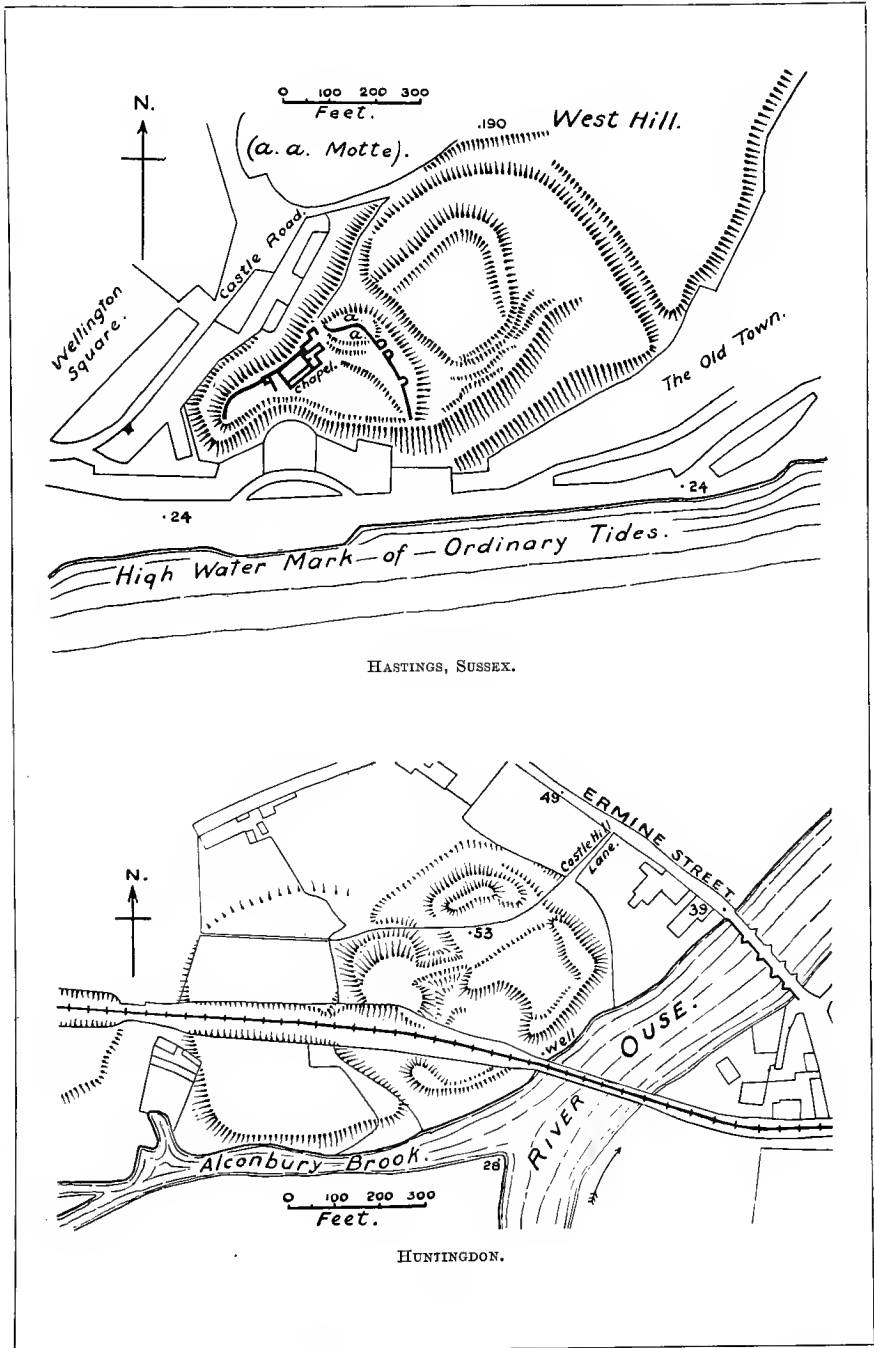 N.
0 100 200 300
Feet.
(a.a. Motte).
.190
West Hill.
Castle Road.
Wellington
Square.
a
a
Chapel.
The Old Town.
.24
.24
High Water Mark of Ordinary Tides.
HASTINGS, SUSSEX.
N.
49.
ERMINE STREET.
Castle Hill
Lane.
39
.53
.Well
RIVER OUSE.
Alconbury Brook.
28
0 100 200 300
Feet.
HUNTINGDON.